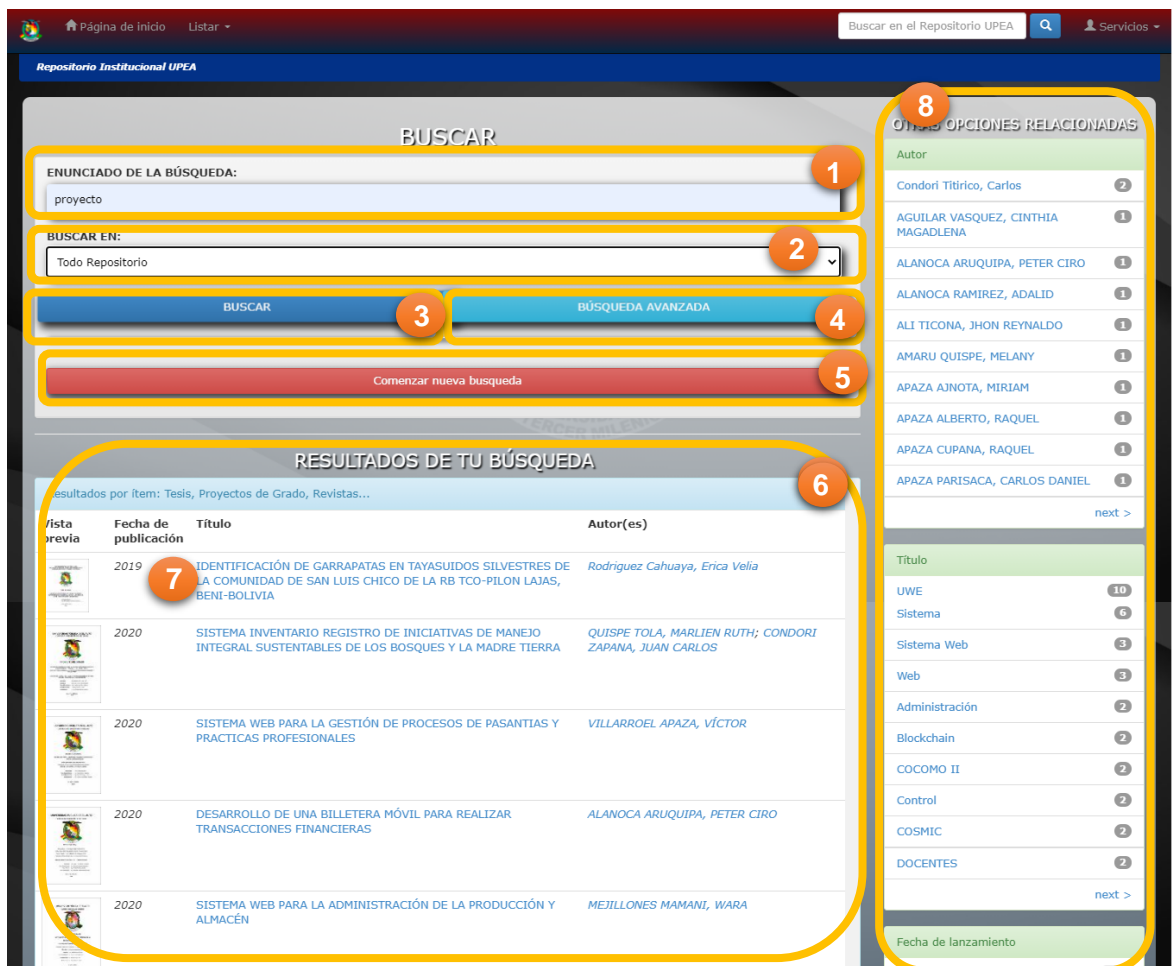 Página de inicio
Listar
Buscar en el Repositorio UPEA
Servicios
Repositorio Institucional UPEA
BUSCAR
1
ENUNCIADO DE LA BÚSQUEDA:
proyecto
2
BUSCAR EN:
Todo Repositorio
BUSCAR
3
BÚSQUEDA AVANZADA
4
Comenzar nueva busqueda
5
TERCER MILENIO
RESULTADOS DE TU BÚSQUEDA
6
Resultados por ítem: Tesis, Proyectos de Grado, Revistas...
Vista previa
Fecha de publicación
Título
Autor(es)
7
2019
IDENTIFICACIÓN DE GARRAPATAS EN TAYASUIDOS SILVESTRES DE
LA COMUNIDAD DE SAN LUIS CHICO DE LA RB TCO-PILON LAJAS,
BENI-BOLIVIA
Rodriguez Cahuaya, Erica Velia
2020
SISTEMA INVENTARIO REGISTRO DE INICIATIVAS DE MANEJO
INTEGRAL SUSTENTABLES DE LOS BOSQUES Y LA MADRE TIERRA
QUISPE TOLA, MARLIEN RUTH; CONDORI
ZAPANA, JUAN CARLOS
2020
SISTEMA WEB PARA LA GESTIÓN DE PROCESOS DE PASANTIAS Y
PRACTICAS PROFESIONALES
VILLARROEL APAZA, VÍCTOR
2020
DESARROLLO DE UNA BILLETERA MÓVIL PARA REALIZAR
TRANSACCIONES FINANCIERAS
ALANOCA ARUQUIPA, PETER CIRO
2020
SISTEMA WEB PARA LA ADMINISTRACIÓN DE LA PRODUCCIÓN Y
ALMACÉN
MEJILLONES MAMANI, WARA
8
OTRAS OPCIONES RELACIONADAS
Autor
Condori Titirico, Carlos 2
AGUILAR VASQUEZ, CINTHIA 1
MAGADLENA
ALANOCA ARUQUIPA, PETER CIRO 1
ALANOCA RAMIREZ, ADALID 1
ALI TICONA, JHON REYNALDO 1
AMARU QUISPE, MELANY 1
APAZA AJNOTA, MIRIAM 1
APAZA ALBERTO, RAQUEL 1
APAZA CUPANA, RAQUEL 1
APAZA PARISACA, CARLOS DANIEL 1
next >
Título
UWE 10
Sistema 6
Sistema Web 3
Web 3
Administración 2
Blockchain 2
COCOMO II 2
Control 2
COSMIC 2
DOCENTES 2
next >
Fecha de lanzamiento